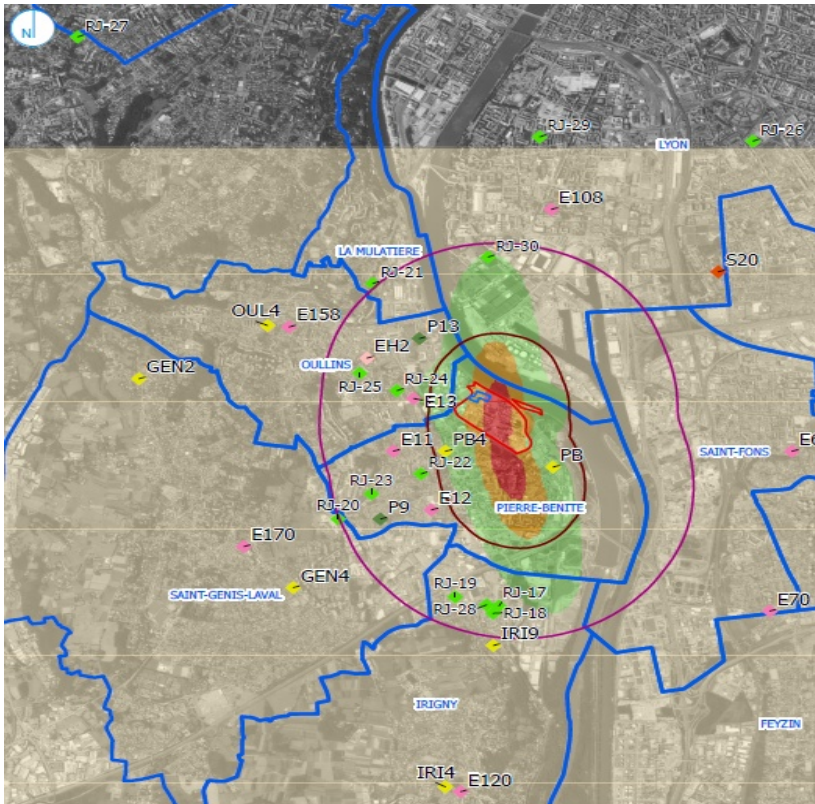 N
RJ-27
RJ-29
RJ-26
LYON
E108
LA MULATIERE
RJ-30
S20
RJ-21
OUL4
E158
P13
EH2
OULLINS
GEN2
RJ-25
RJ-24
E13
E11
PB4
PB
SAINT-FONS
E6
RJ-22
RJ-23
RJ-20
P9
E12
PIERRE-BENITE
E170
GEN4
SAINT-GENIS-LAVAL
RJ-19
RJ-17
RJ-28
RJ-18
E70
IRI9
IRIGNY
FEYZIN
IRI4
E120